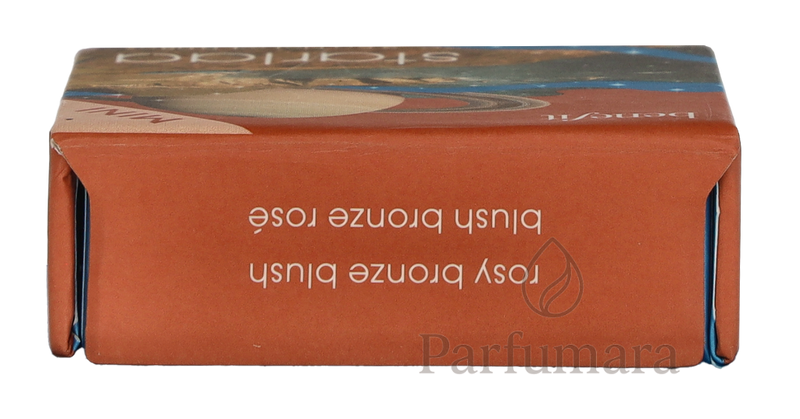 rosy bronze blush
blush bronze rosé
benefit
MINI
starlaa
Parfumara